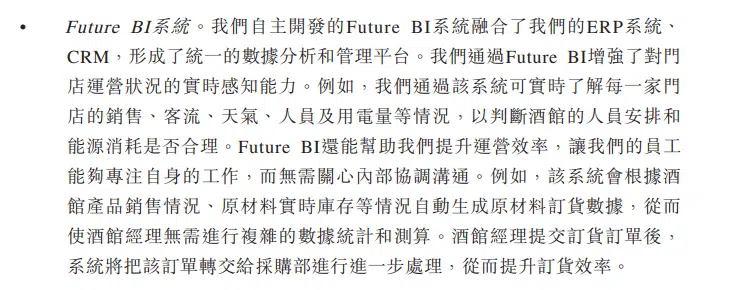 • Future BI系統。我們自主開發的Future BI系統融合了我們的ERP系統、
CRM，形成了統一的數據分析和管理平台。我們通過Future BI增強了對門
店運營狀況的實時感知能力。例如，我們通過該系統可實時了解每一家門
店的銷售、客流、天氣、人員及用電量等情況，以判斷酒館的人員安排和
能源消耗是否合理。Future BI還能幫助我們提升運營效率，讓我們的員工
能夠專注自身的工作，而無需關心內部協調溝通。例如，該系統會根據酒
館產品銷售情況、原材料實時庫存等情況自動生成原材料訂貨數據，從而
使酒館經理無需進行複雜的數據統計和測算。酒館經理提交訂貨訂單後，
系統將把該訂單轉交給採購部進行進一步處理，從而提升訂貨效率。